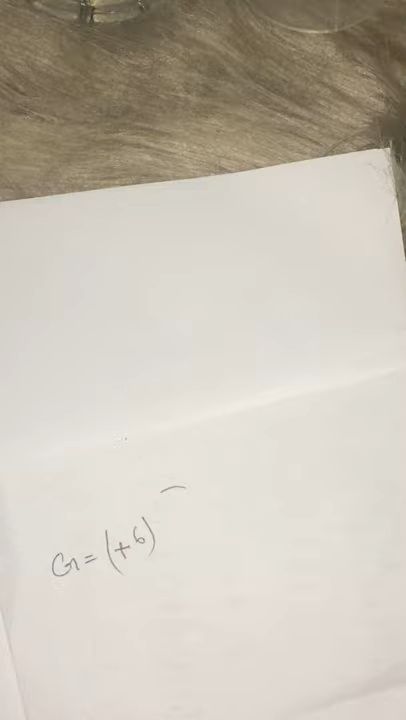 G = (+6)